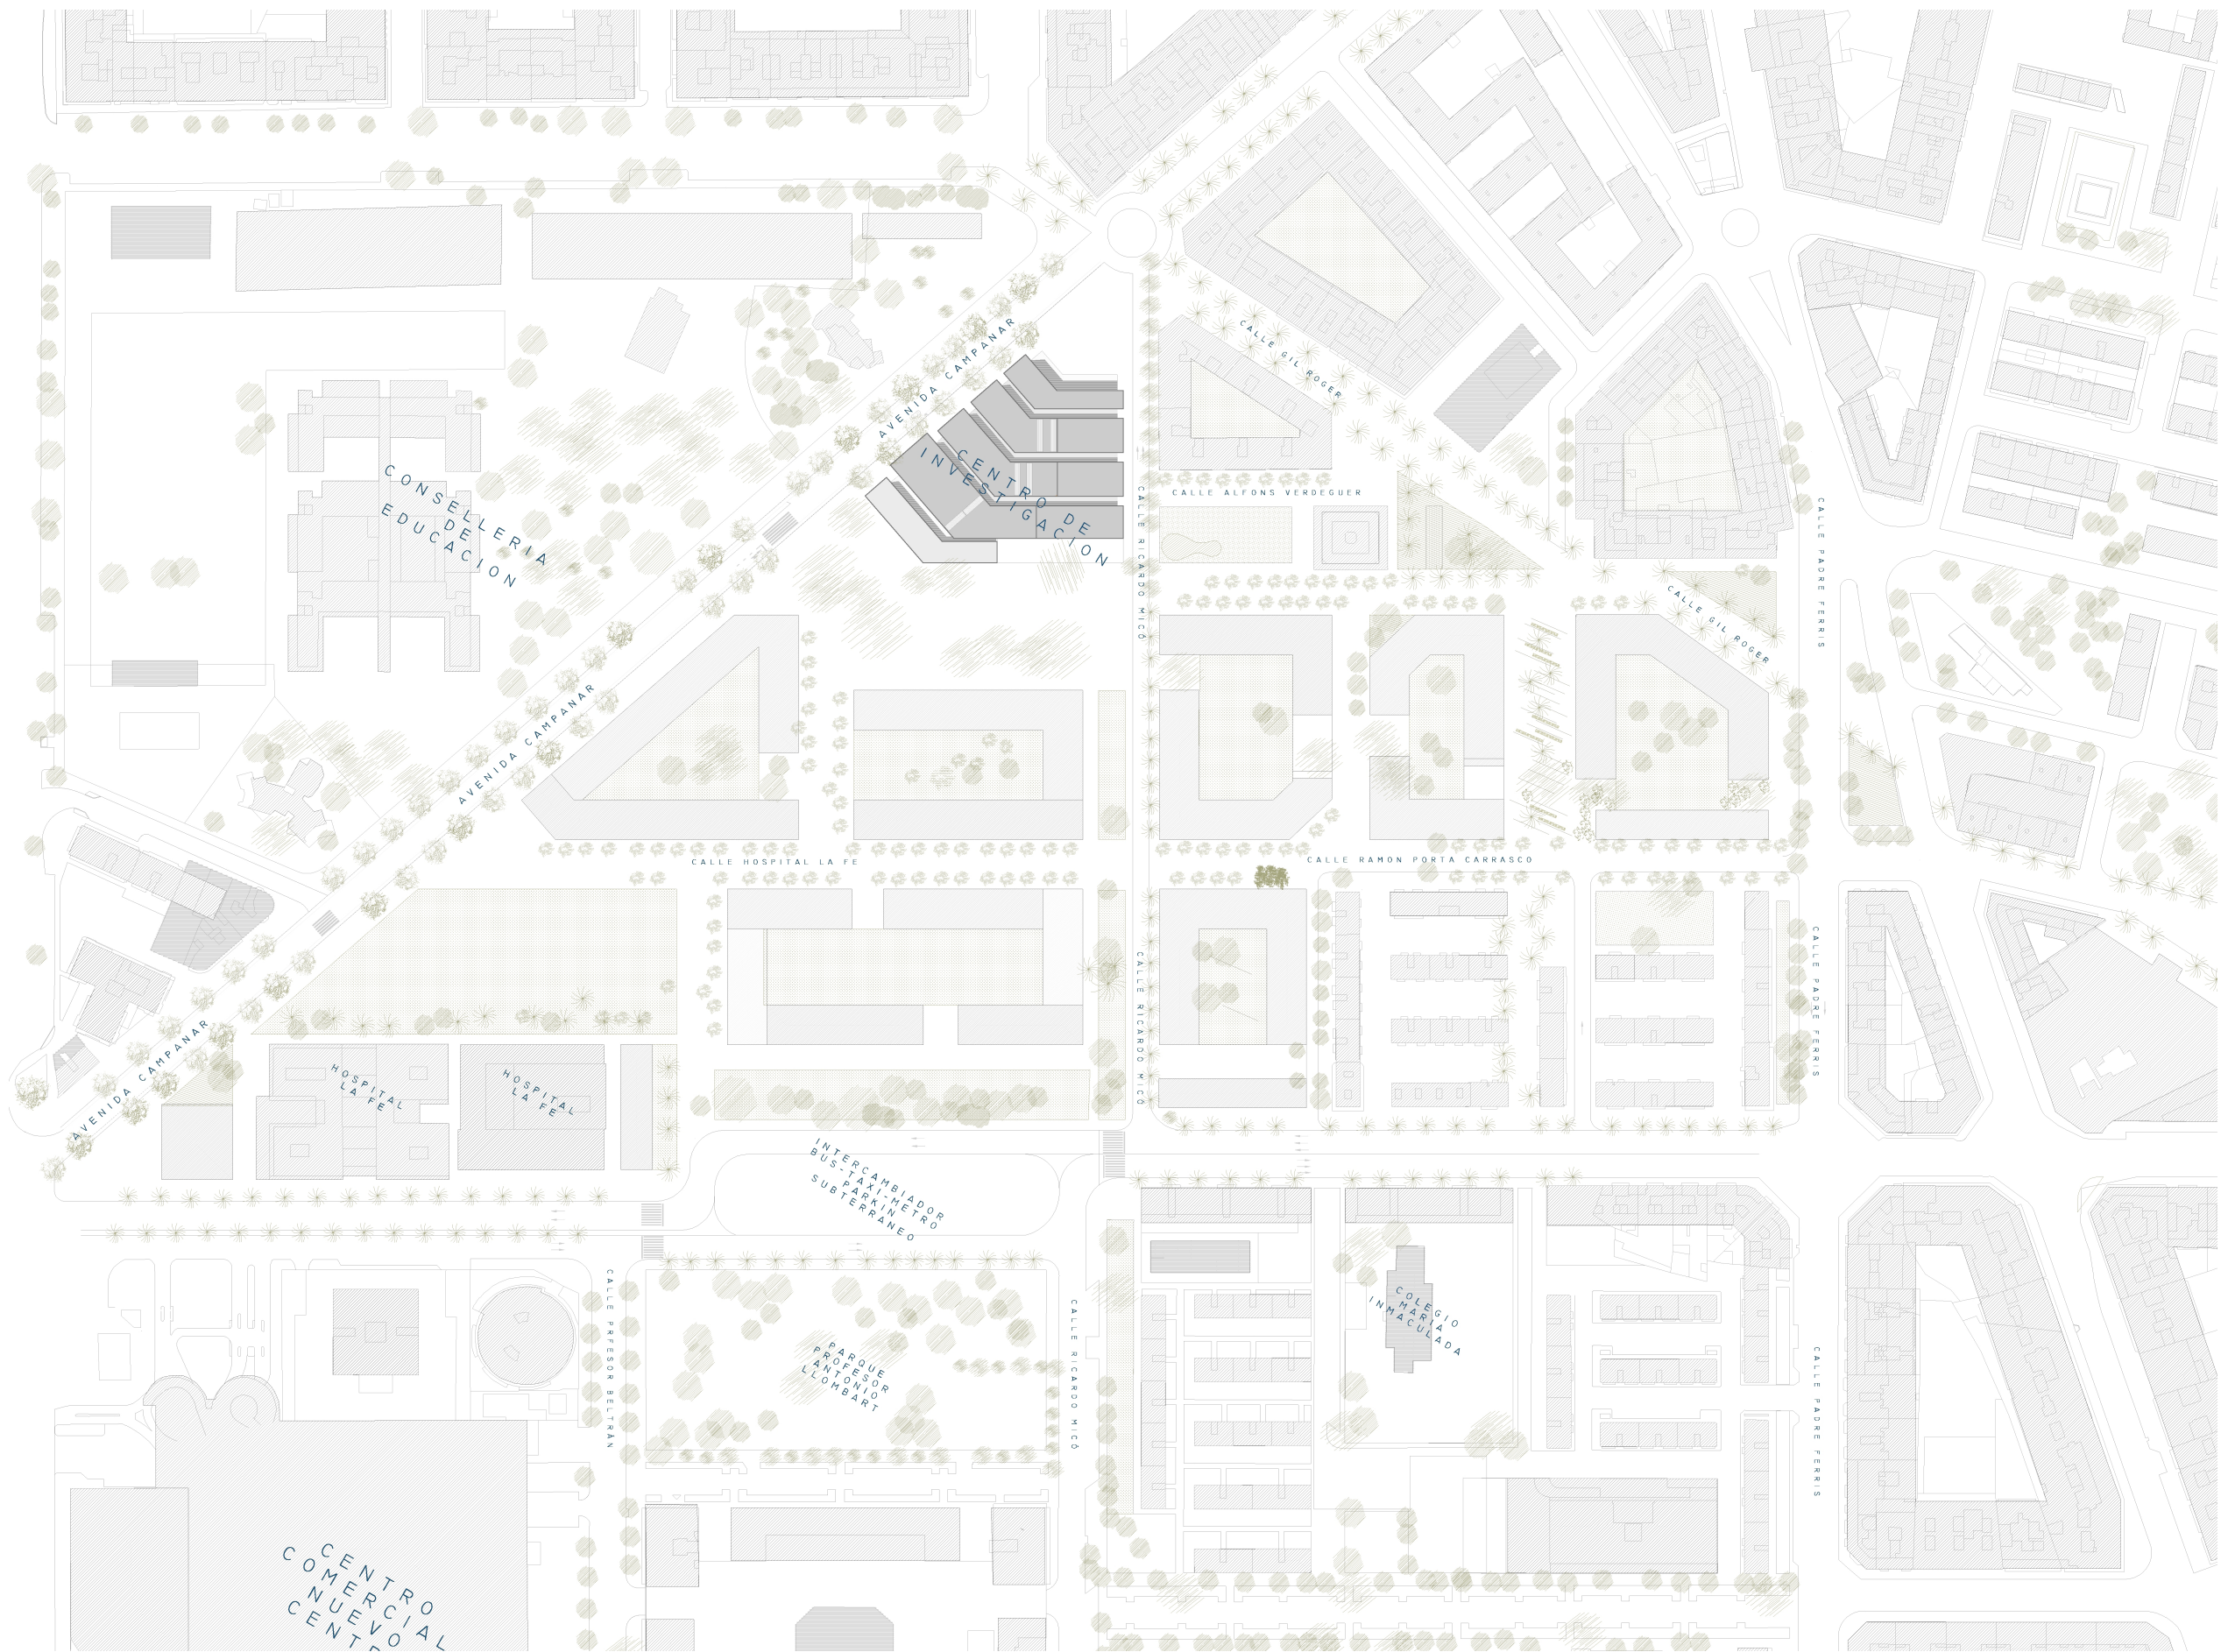 CALLE GIL ROGER
AVENIDA CAMPANAR
CENTRO DE
INVESTIGACION
CALLE ALFONS VERDEGUER
CONSELLERIA
DE
EDUCACION
CALLE RICARDO MICÓ
CALLE PADRE FERRIS
CALLE GIL ROGER
AVENIDA CAMPANAR
CALLE HOSPITAL LA FE
CALLE RAMON PORTA CARRASCO
CALLE RICARDO MICÓ
CALLE PADRE FERRIS
AVENIDA CAMPANAR
HOSPITAL
LA FE
HOSPITAL
LA FE
INTERCAMBIADOR
BUS-TAXI-METRO
PARKIN
SUBTERRANEO
CALLE PRFESOR BELTRÁN
CALLE RICARDO MICÓ
COLEGIO
MARIA
INMACULADA
PARQUE
PROFESOR
ANTONIO
LLOMBART
CALLE PADRE FERRIS
CENTRO
COMERCIAL
NUEVO